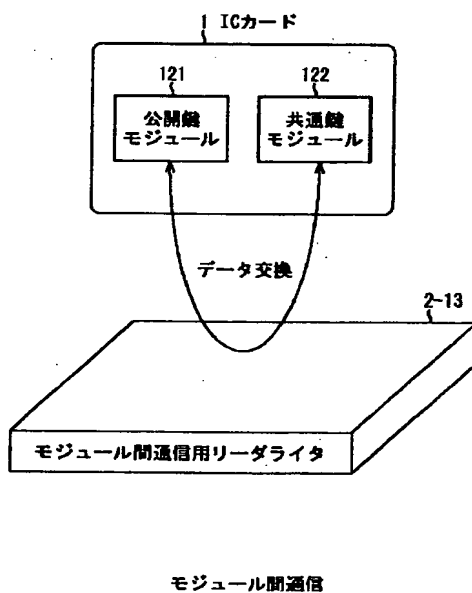 1 ICカード
121
122
公開鍵
モジュール
共通鍵
モジュール
データ交換
2-13
モジュール間通信用リーダライタ
モジュール間通信